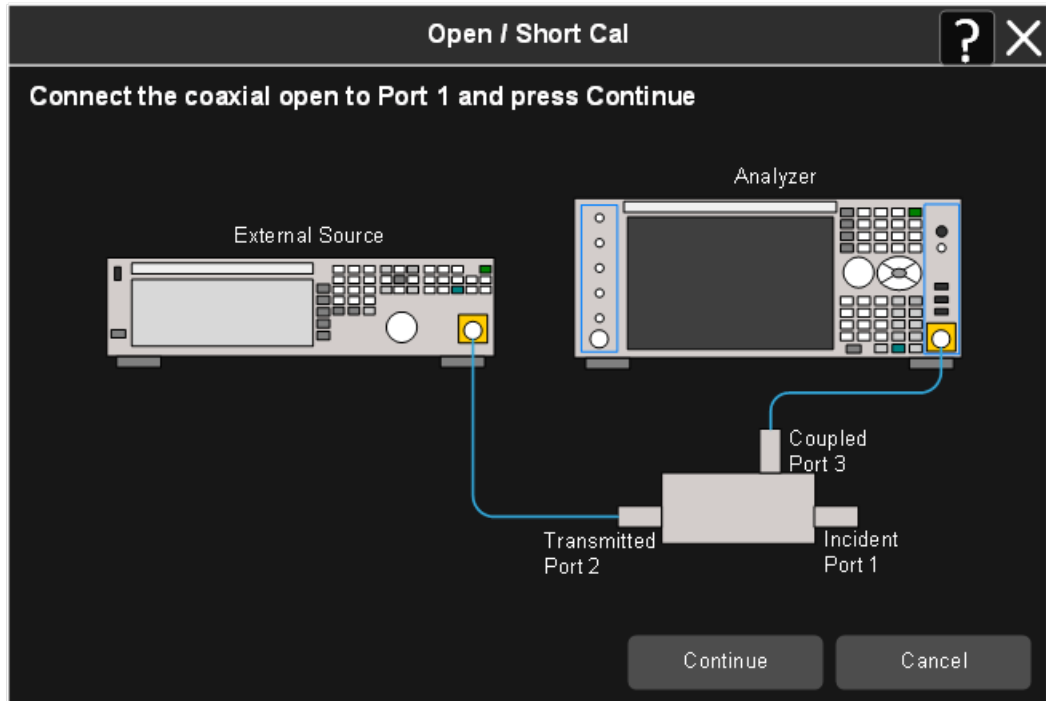 Open / Short Cal
?
Connect the coaxial open to Port 1 and press Continue
Analyzer
External Source
Coupled
Port 3
Transmitted
Port 2
Incident
Port 1
Continue
Cancel